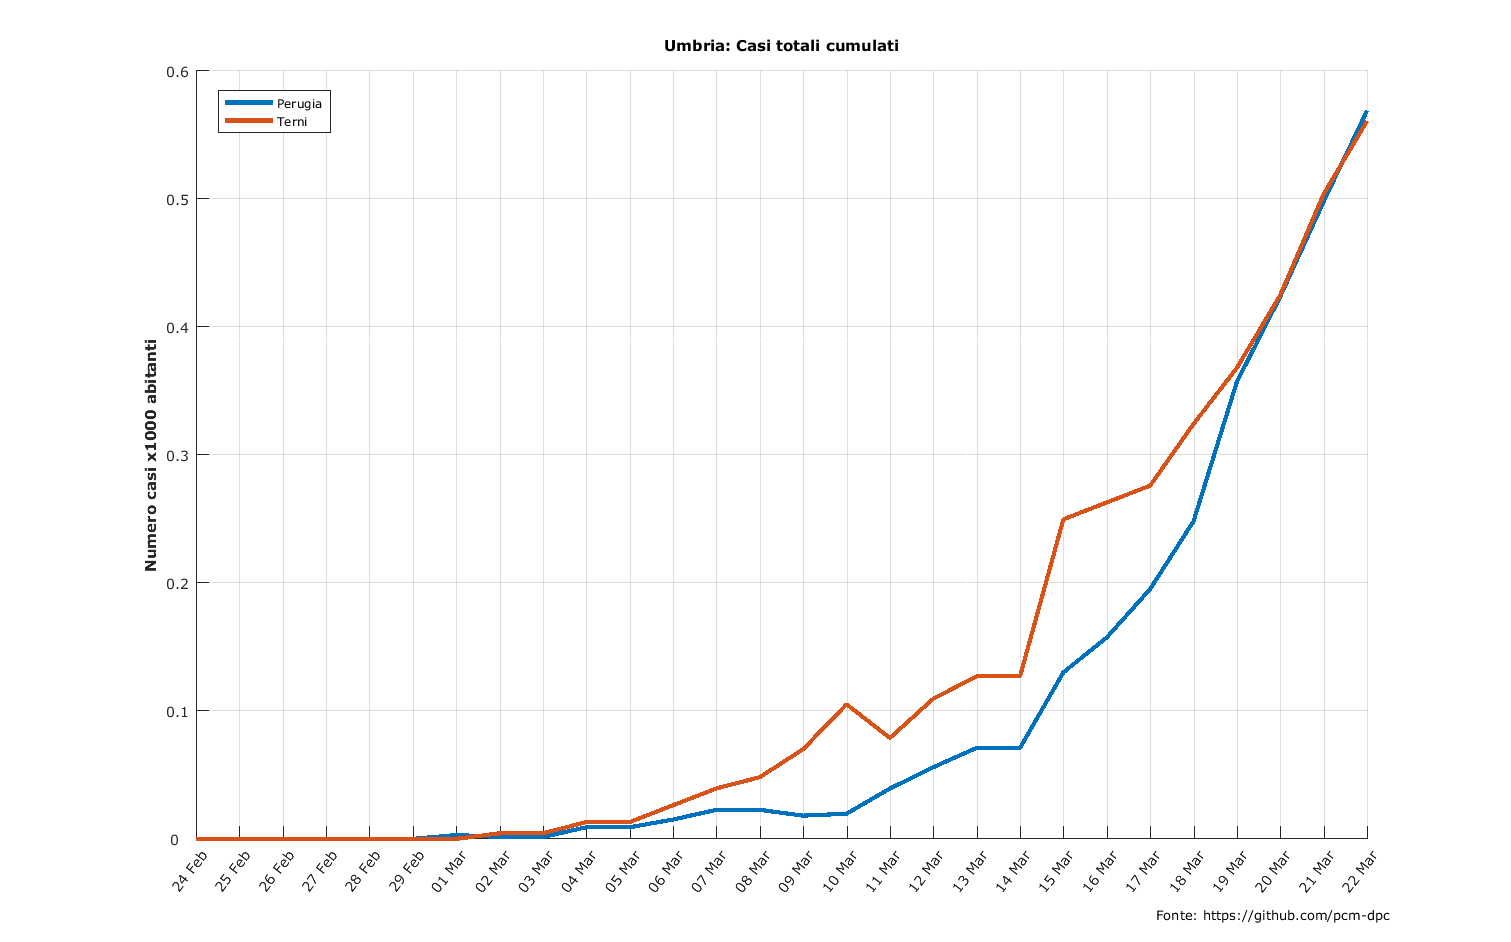 Umbria: Casi totali cumulati
Perugia
Terni
Numero casi x1000 abitanti
0.6
0.5
0.4
0.3
0.2
0.1
0
24 Feb
25 Feb
26 Feb
27 Feb
28 Feb
29 Feb
01 Mar
02 Mar
03 Mar
04 Mar
05 Mar
06 Mar
07 Mar
08 Mar
09 Mar
10 Mar
11 Mar
12 Mar
13 Mar
14 Mar
15 Mar
16 Mar
17 Mar
18 Mar
19 Mar
20 Mar
21 Mar
22 Mar
Fonte: https://github.com/pcm-dpc